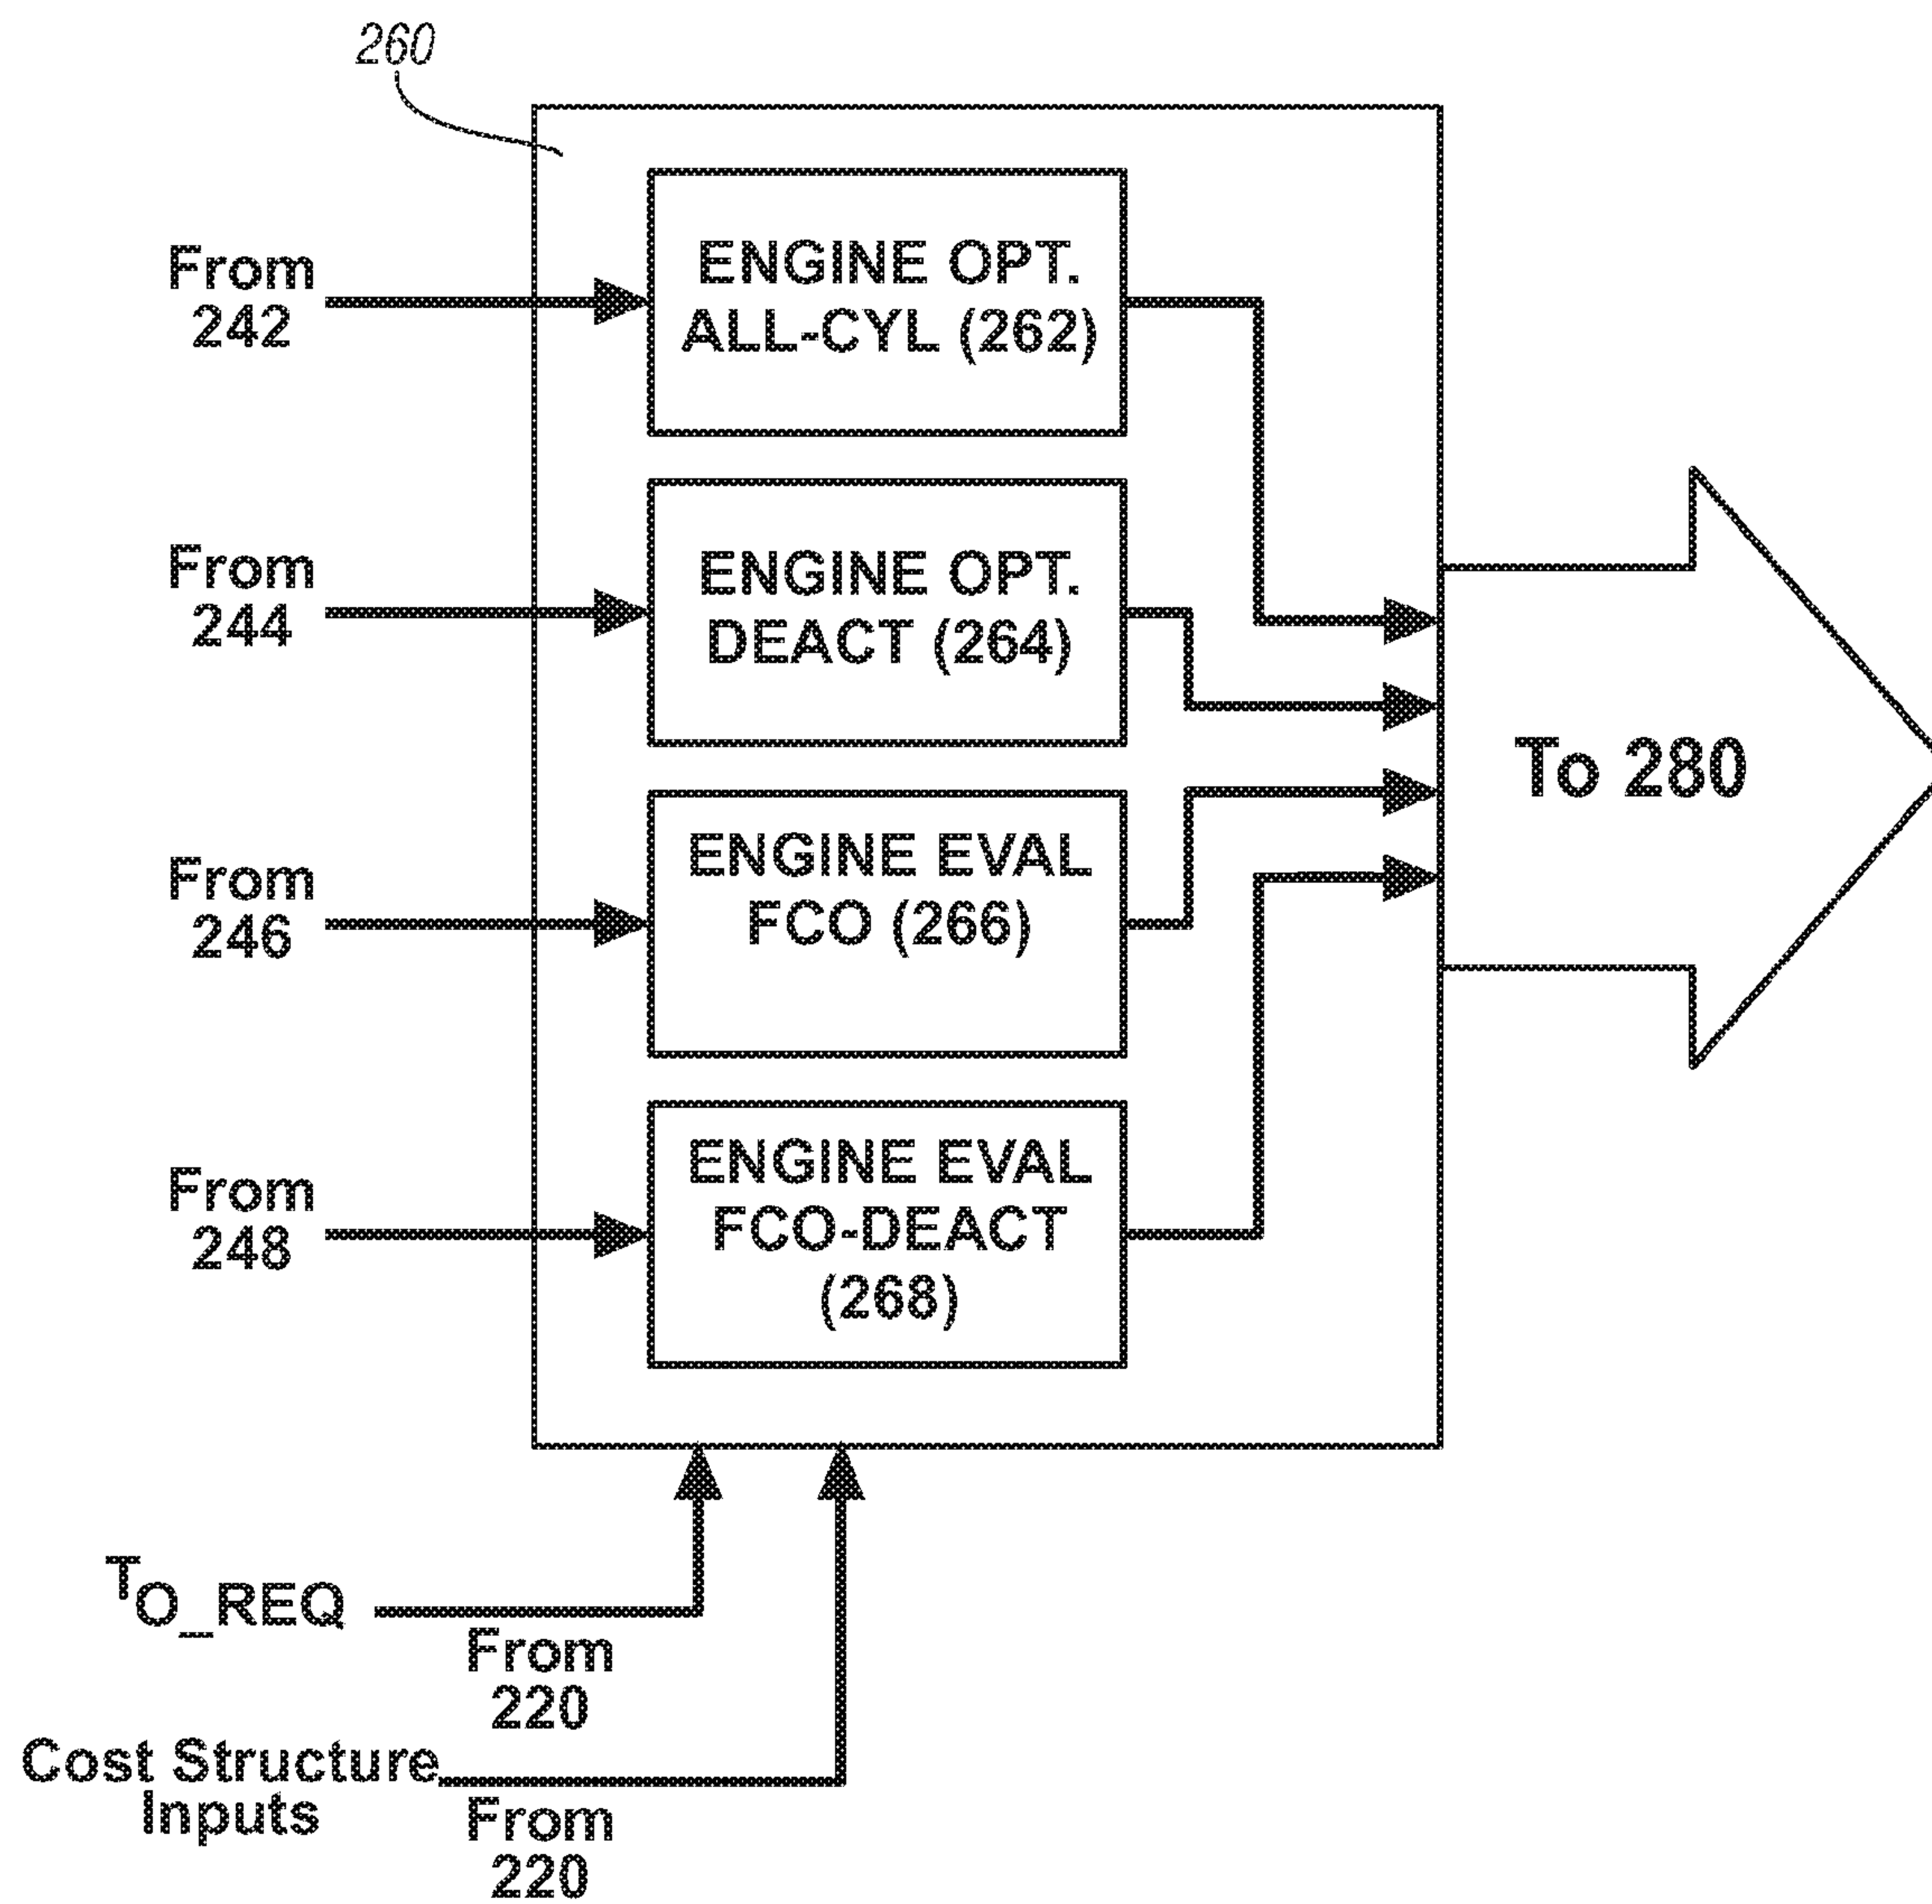 260
From
242
ENGINE OPT.
ALL-CYL (262)
From
244
ENGINE OPT.
DEACT (264)
To 280
From
246
ENGINE EVAL
FCO (266)
From
248
ENGINE EVAL
FCO-DEACT
(268)
TO_REQ
From
220
Cost Structure
Inputs
From
220